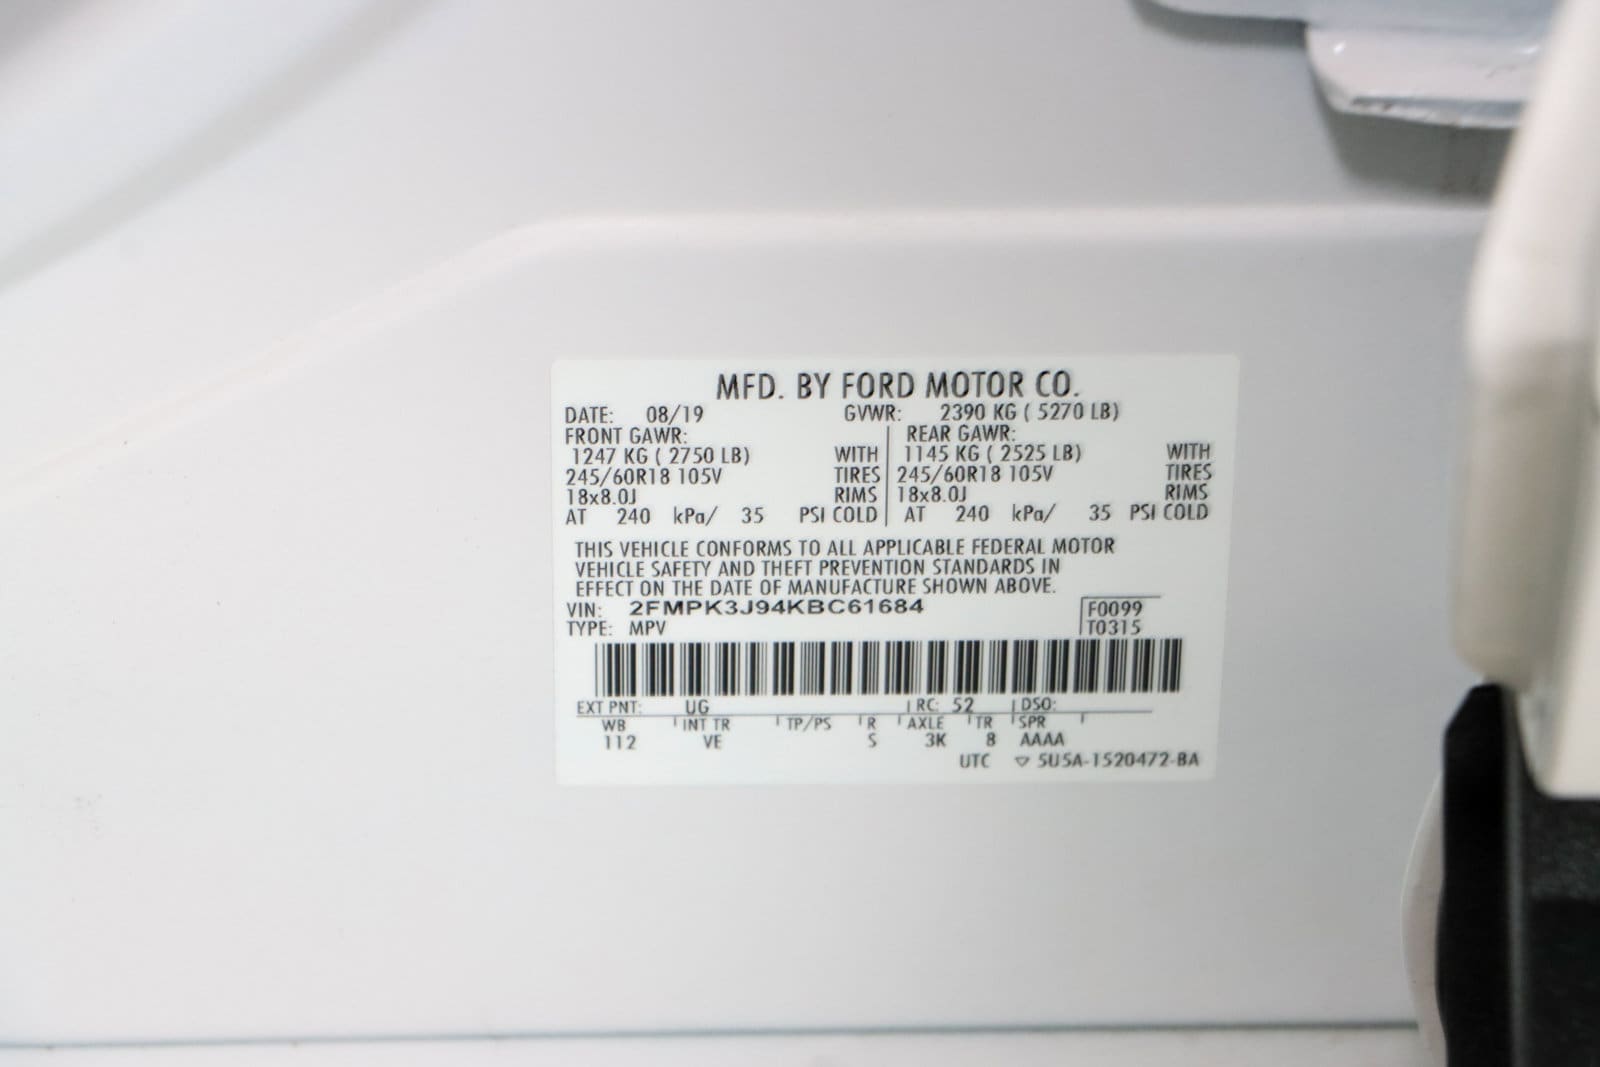 MFD. BY FORD MOTOR CO.
DATE: 08/19 GVWR: 2390 KG ( 5270 LB)
FRONT GAWR: REAR GAWR:
1247 KG ( 2750 LB) WITH 1145 KG ( 2525 LB) WITH
245/60R18 105V TIRES 245/60R18 105V TIRES
18x8.0J RIMS 18x8.0J RIMS
AT 240 kPa/ 35 PSI COLD AT 240 kPa/ 35 PSI COLD
THIS VEHICLE CONFORMS TO ALL APPLICABLE FEDERAL MOTOR
VEHICLE SAFETY AND THEFT PREVENTION STANDARDS IN
EFFECT ON THE DATE OF MANUFACTURE SHOWN ABOVE.
VIN: 2FMPK3J94KBC61684 F0099
TYPE: MPV T0315
EXT PNT: UG RC: 52 DSO:
WB INT TR TP/PS R AXLE TR SPR
112 VE S 3K 8 AAAA
UTC ▽ 5U5A-1520472-BA